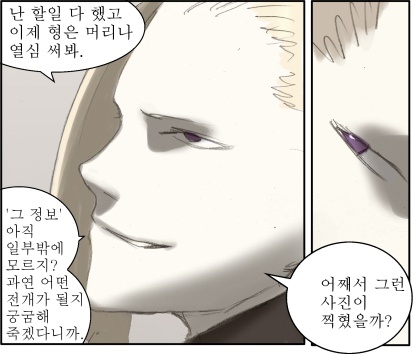 난 할일 다 했고
이제 형은 머리나
열심 써봐.
'그 정보'
아직
일부밖에
모르지?
과연 어떤
전개가 될지
궁굼해
죽겠다니까.
어째서 그런
사진이
찍혔을까?